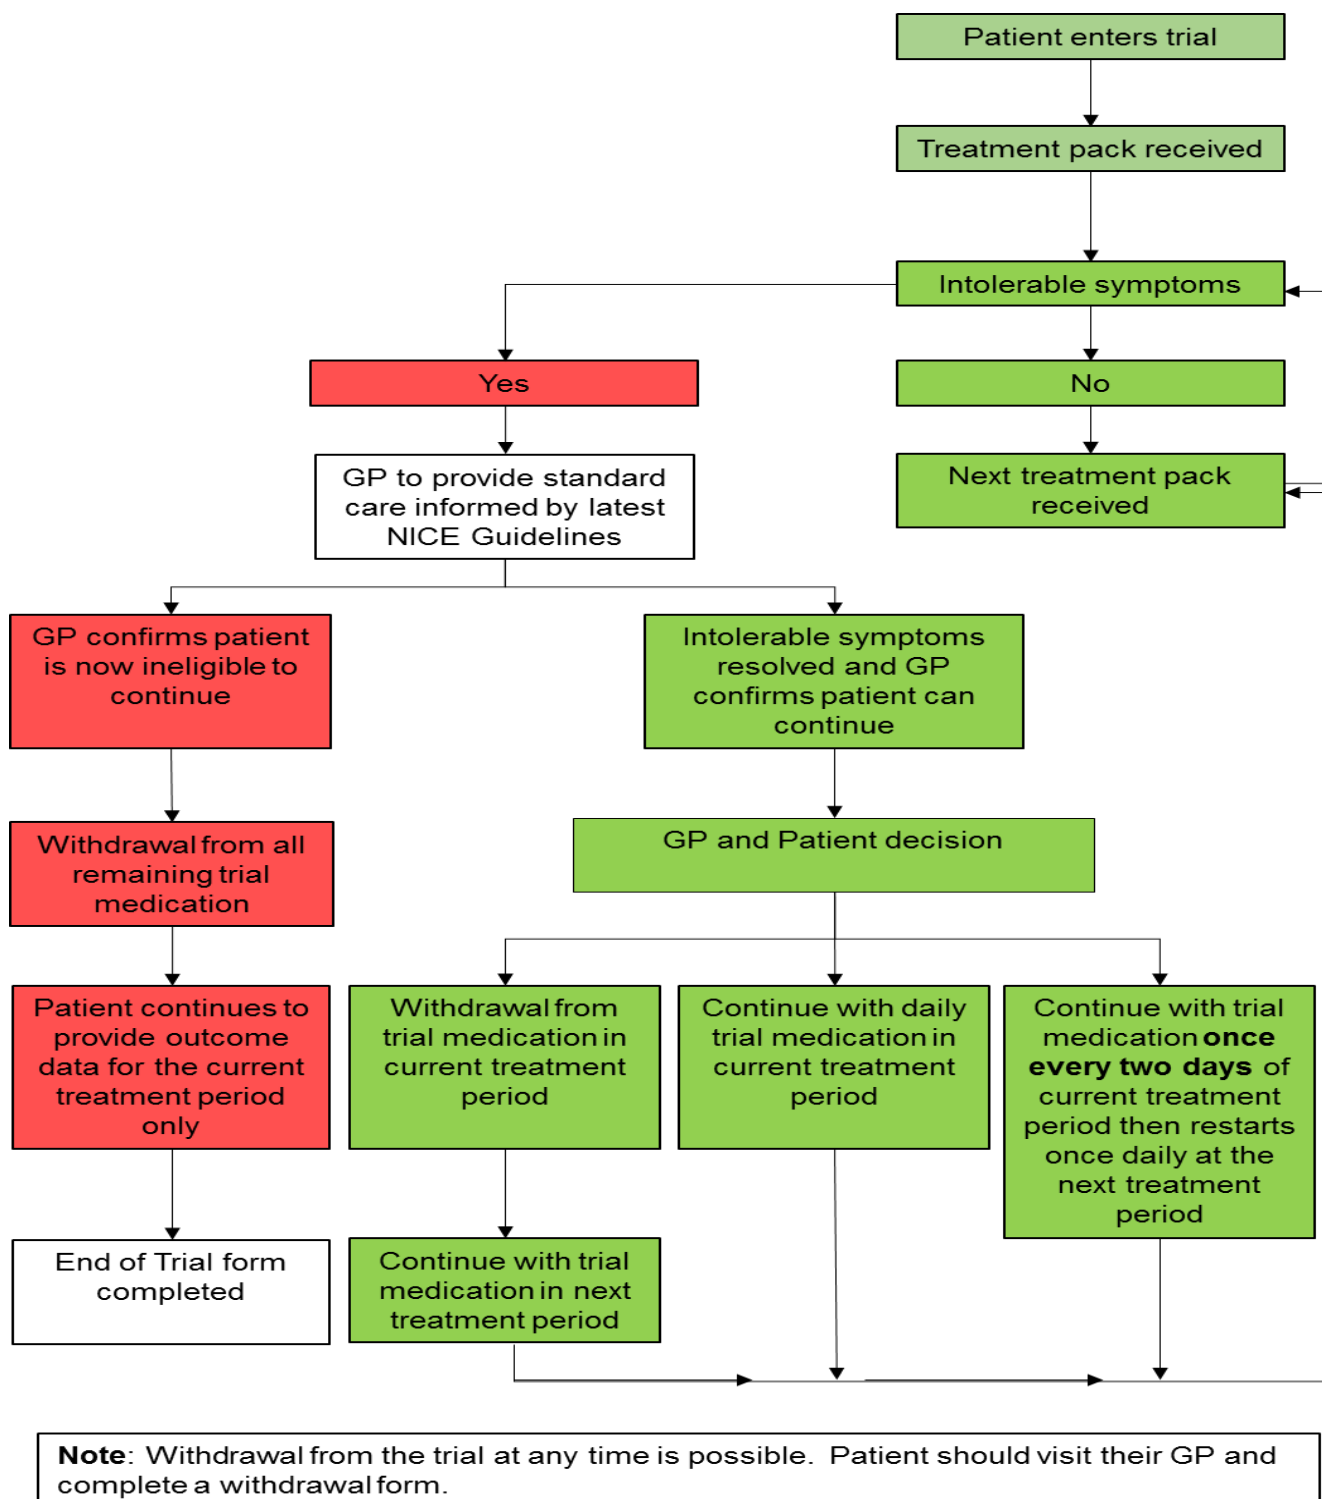 Patient enters trial
Treatment pack received
Intolerable symptoms
Yes
No
GP to provide standard
care informed by latest
NICE Guidelines
Next treatment pack
received
GP confirms patient
is now ineligible to
continue
Intolerable symptoms
resolved and GP
confirms patient can
continue
Withdrawal from all
remaining trial
medication
GP and Patient decision
Patient continues to
provide outcome
data for the current
treatment period
only
Withdrawal from
trial medication in
current treatment
period
Continue with daily
trial medication in
current treatment
period
Continue with trial
medication once
every two days of
current treatment
period then restarts
once daily at the
next treatment
period
End of Trial form
completed
Continue with trial
medication in next
treatment period
Note: Withdrawal from the trial at any time is possible. Patient should visit their GP and
complete a withdrawal form.